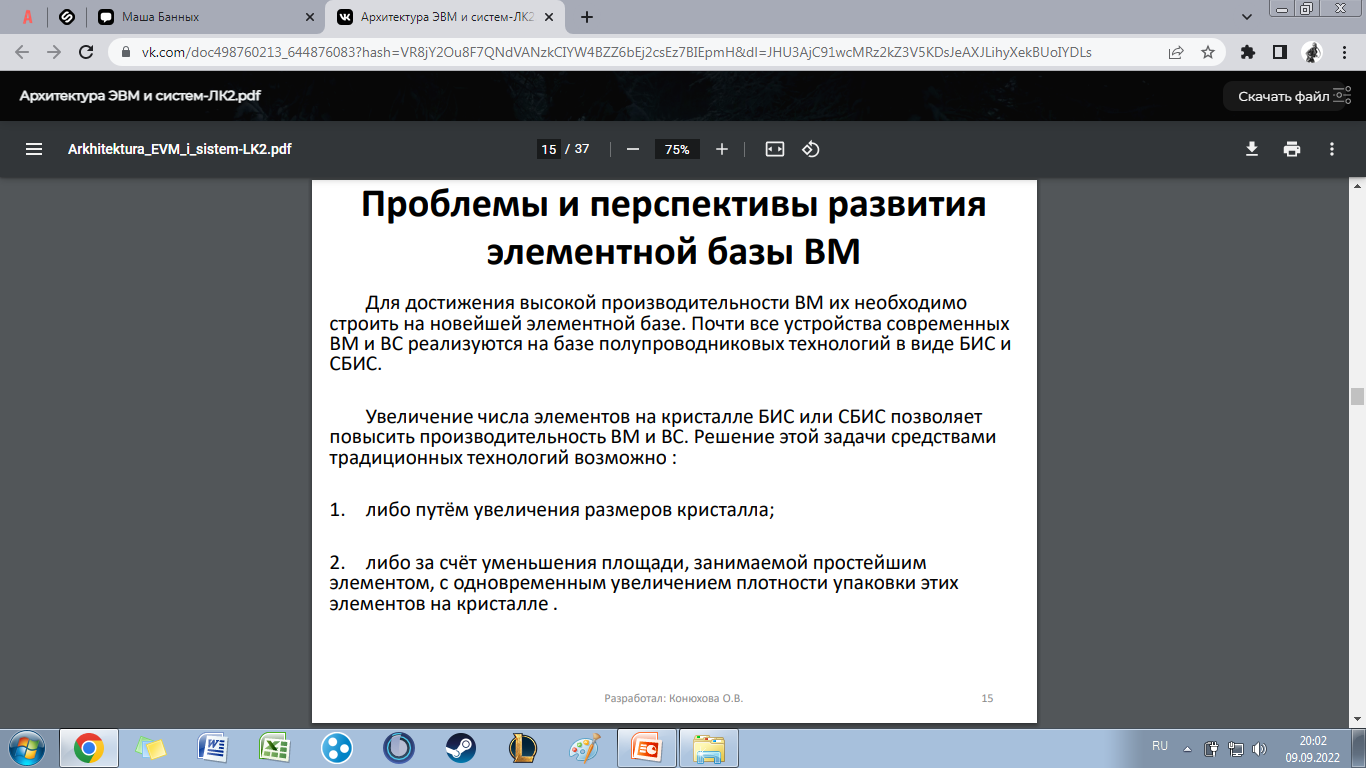 Маша Банных
Архитектура ЭВМ и систем-ЛК2
vk.com/doc498760213_644876083?hash=VR8jY2Ou8F7QNdVANzkCIYW4BZZ6bEj2csEz7BIEpmH&dl=JHU3AjC91wcMRz2kZ3V5KDsJeAXJLihyXekBUoIYDLs
Архитектура ЭВМ и систем-ЛК2.pdf
Скачать файл
Arkhitektura_EVM_i_sistem-LK2.pdf
15 / 37
75%
Проблемы и перспективы развития
элементной базы ВМ
Для достижения высокой производительности ВМ их необходимо
строить на новейшей элементной базе. Почти все устройства современных
ВМ и ВС реализуются на базе полупроводниковых технологий в виде БИС и
СБИС.
Увеличение числа элементов на кристалле БИС или СБИС позволяет
повысить производительность ВМ и ВС. Решение этой задачи средствами
традиционных технологий возможно :
1. либо путём увеличения размеров кристалла;
2. либо за счёт уменьшения площади, занимаемой простейшим
элементом, с одновременным увеличением плотности упаковки этих
элементов на кристалле .
Разработал: Конюхова О.В.
15
RU
20:02
09.09.2022